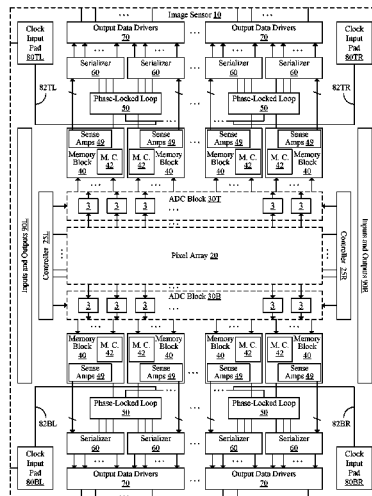 Image Sensor 10
Clock Input Pad 80TL
Output Data Drivers 70
Output Data Drivers 70
Clock Input Pad 80TR
Serializer 60
Serializer 60
Serializer 60
Serializer 60
82TL
82TR
Phase-Locked Loop 50
Phase-Locked Loop 50
Sense Amps 49
Sense Amps 49
Sense Amps 49
Sense Amps 49
M. C. 42
M. C. 42
M. C. 42
M. C. 42
Memory Block 40
Memory Block 40
Memory Block 40
Memory Block 40
ADC Block 30T
3
3
3
3
3
3
Inputs and Outputs 90L
Controller 25L
Pixel Array 20
Controller 25R
Inputs and Outputs 90R
ADC Block 30B
3
3
3
3
3
3
Memory Block 40
Memory Block 40
Memory Block 40
Memory Block 40
M. C. 42
M. C. 42
M. C. 42
M. C. 42
Sense Amps 49
Sense Amps 49
Sense Amps 49
Sense Amps 49
Phase-Locked Loop 50
Phase-Locked Loop 50
82BL
82BR
Serializer 60
Serializer 60
Serializer 60
Serializer 60
Clock Input Pad 80BL
Output Data Drivers 70
Output Data Drivers 70
Clock Input Pad 80BR